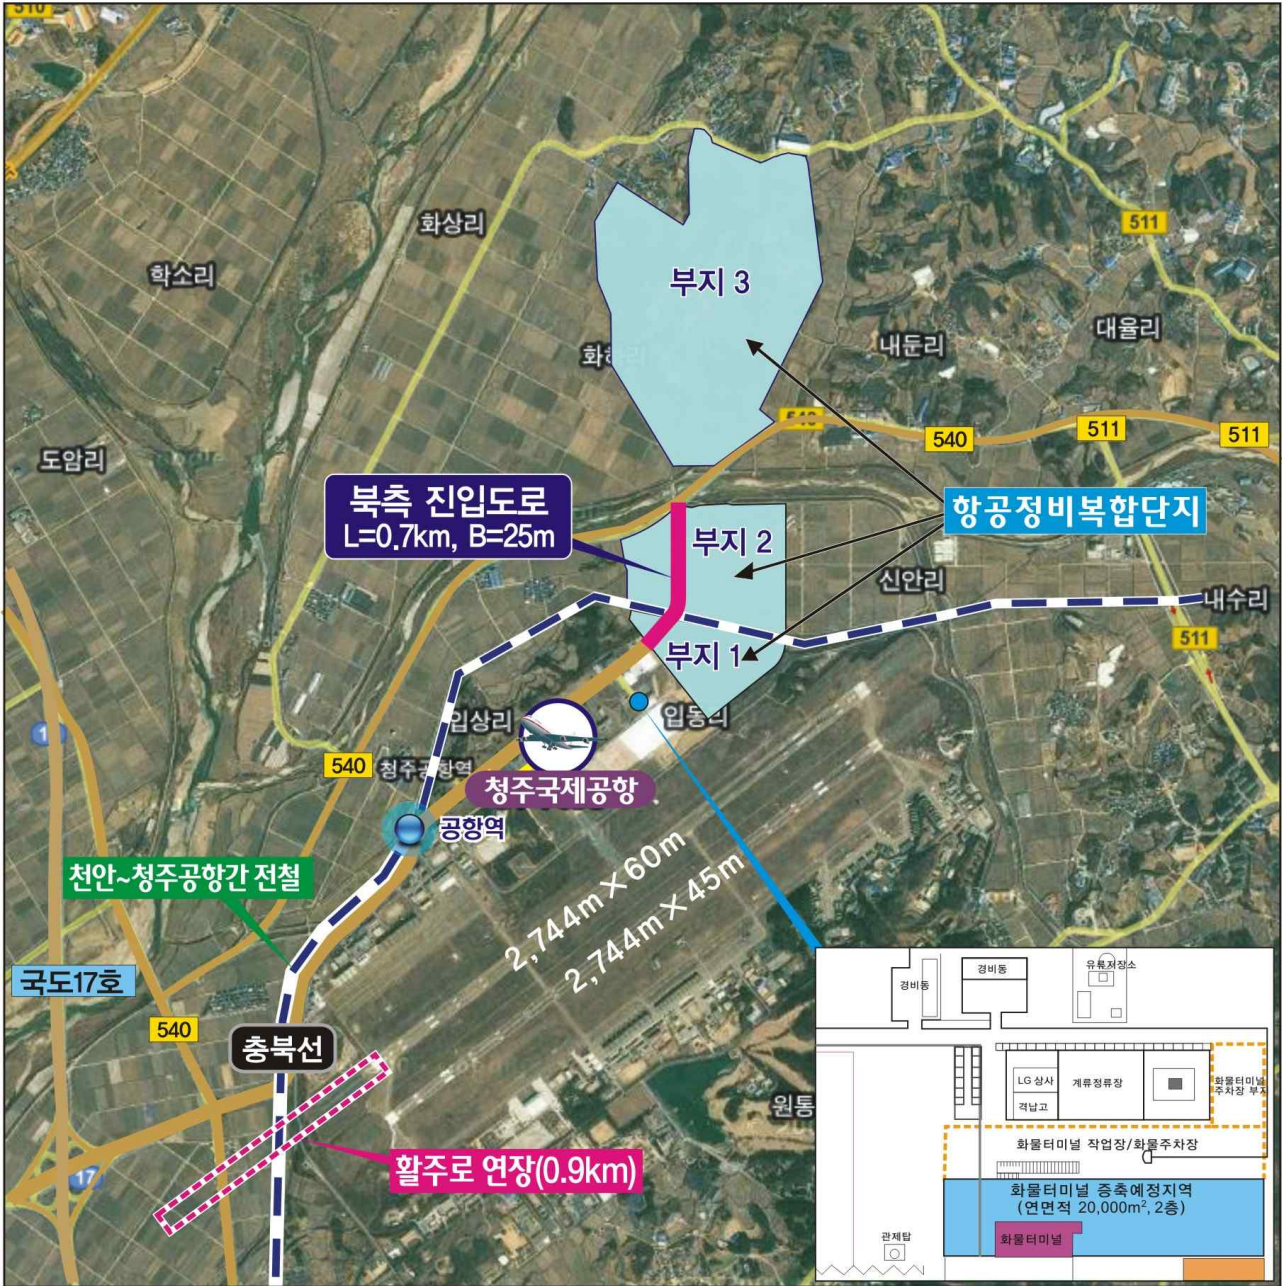 510
화상리
511
학소리
부지 3
대율리
내둔리
540
511
511
540
도암리
북측 진입도로
L=0.7km, B=25m
항공정비복합단지
부지 2
신안리
내수리
511
부지 1
입상리
입동리
540
청주공항역
청주국제공항
공항역
2,744m×60m
2,744m×45m
천안~청주공항간 전철
국도17호
540
충북선
원통
17
활주로 연장(0.9km)
경비동
경비동
유류저장소
LG 상사
계류정류장
격납고
화물터미널
주차장 부지
화물터미널 작업장/화물주차장
화물터미널 증축예정지역
(연면적 20,000m², 2층)
화물터미널
관제탑